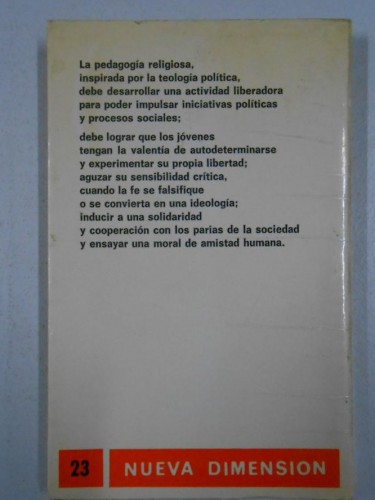 La pedagogía religiosa,
inspirada por la teología política,
debe desarrollar una actividad liberadora
para poder impulsar iniciativas políticas
y procesos sociales;
debe lograr que los jóvenes
tengan la valentía de autodeterminarse
y experimentar su propia libertad;
aguzar su sensibilidad crítica,
cuando la fe se falsifique
o se convierta en una ideología;
inducir a una solidaridad
y cooperación con los parias de la sociedad
y ensayar una moral de amistad humana.
23 NUEVA DIMENSION